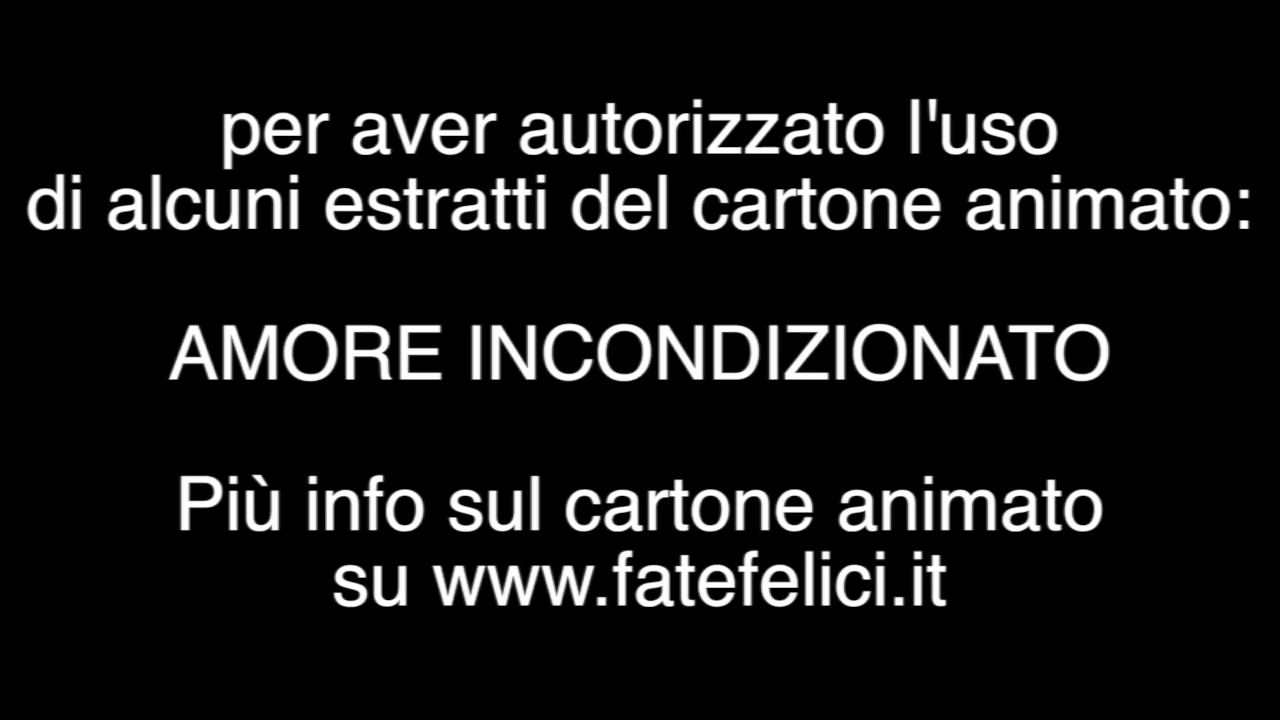 per aver autorizzato l'uso
di alcuni estratti del cartone animato:
AMORE INCONDIZIONATO
Più info sul cartone animato
su www.fatefelici.it